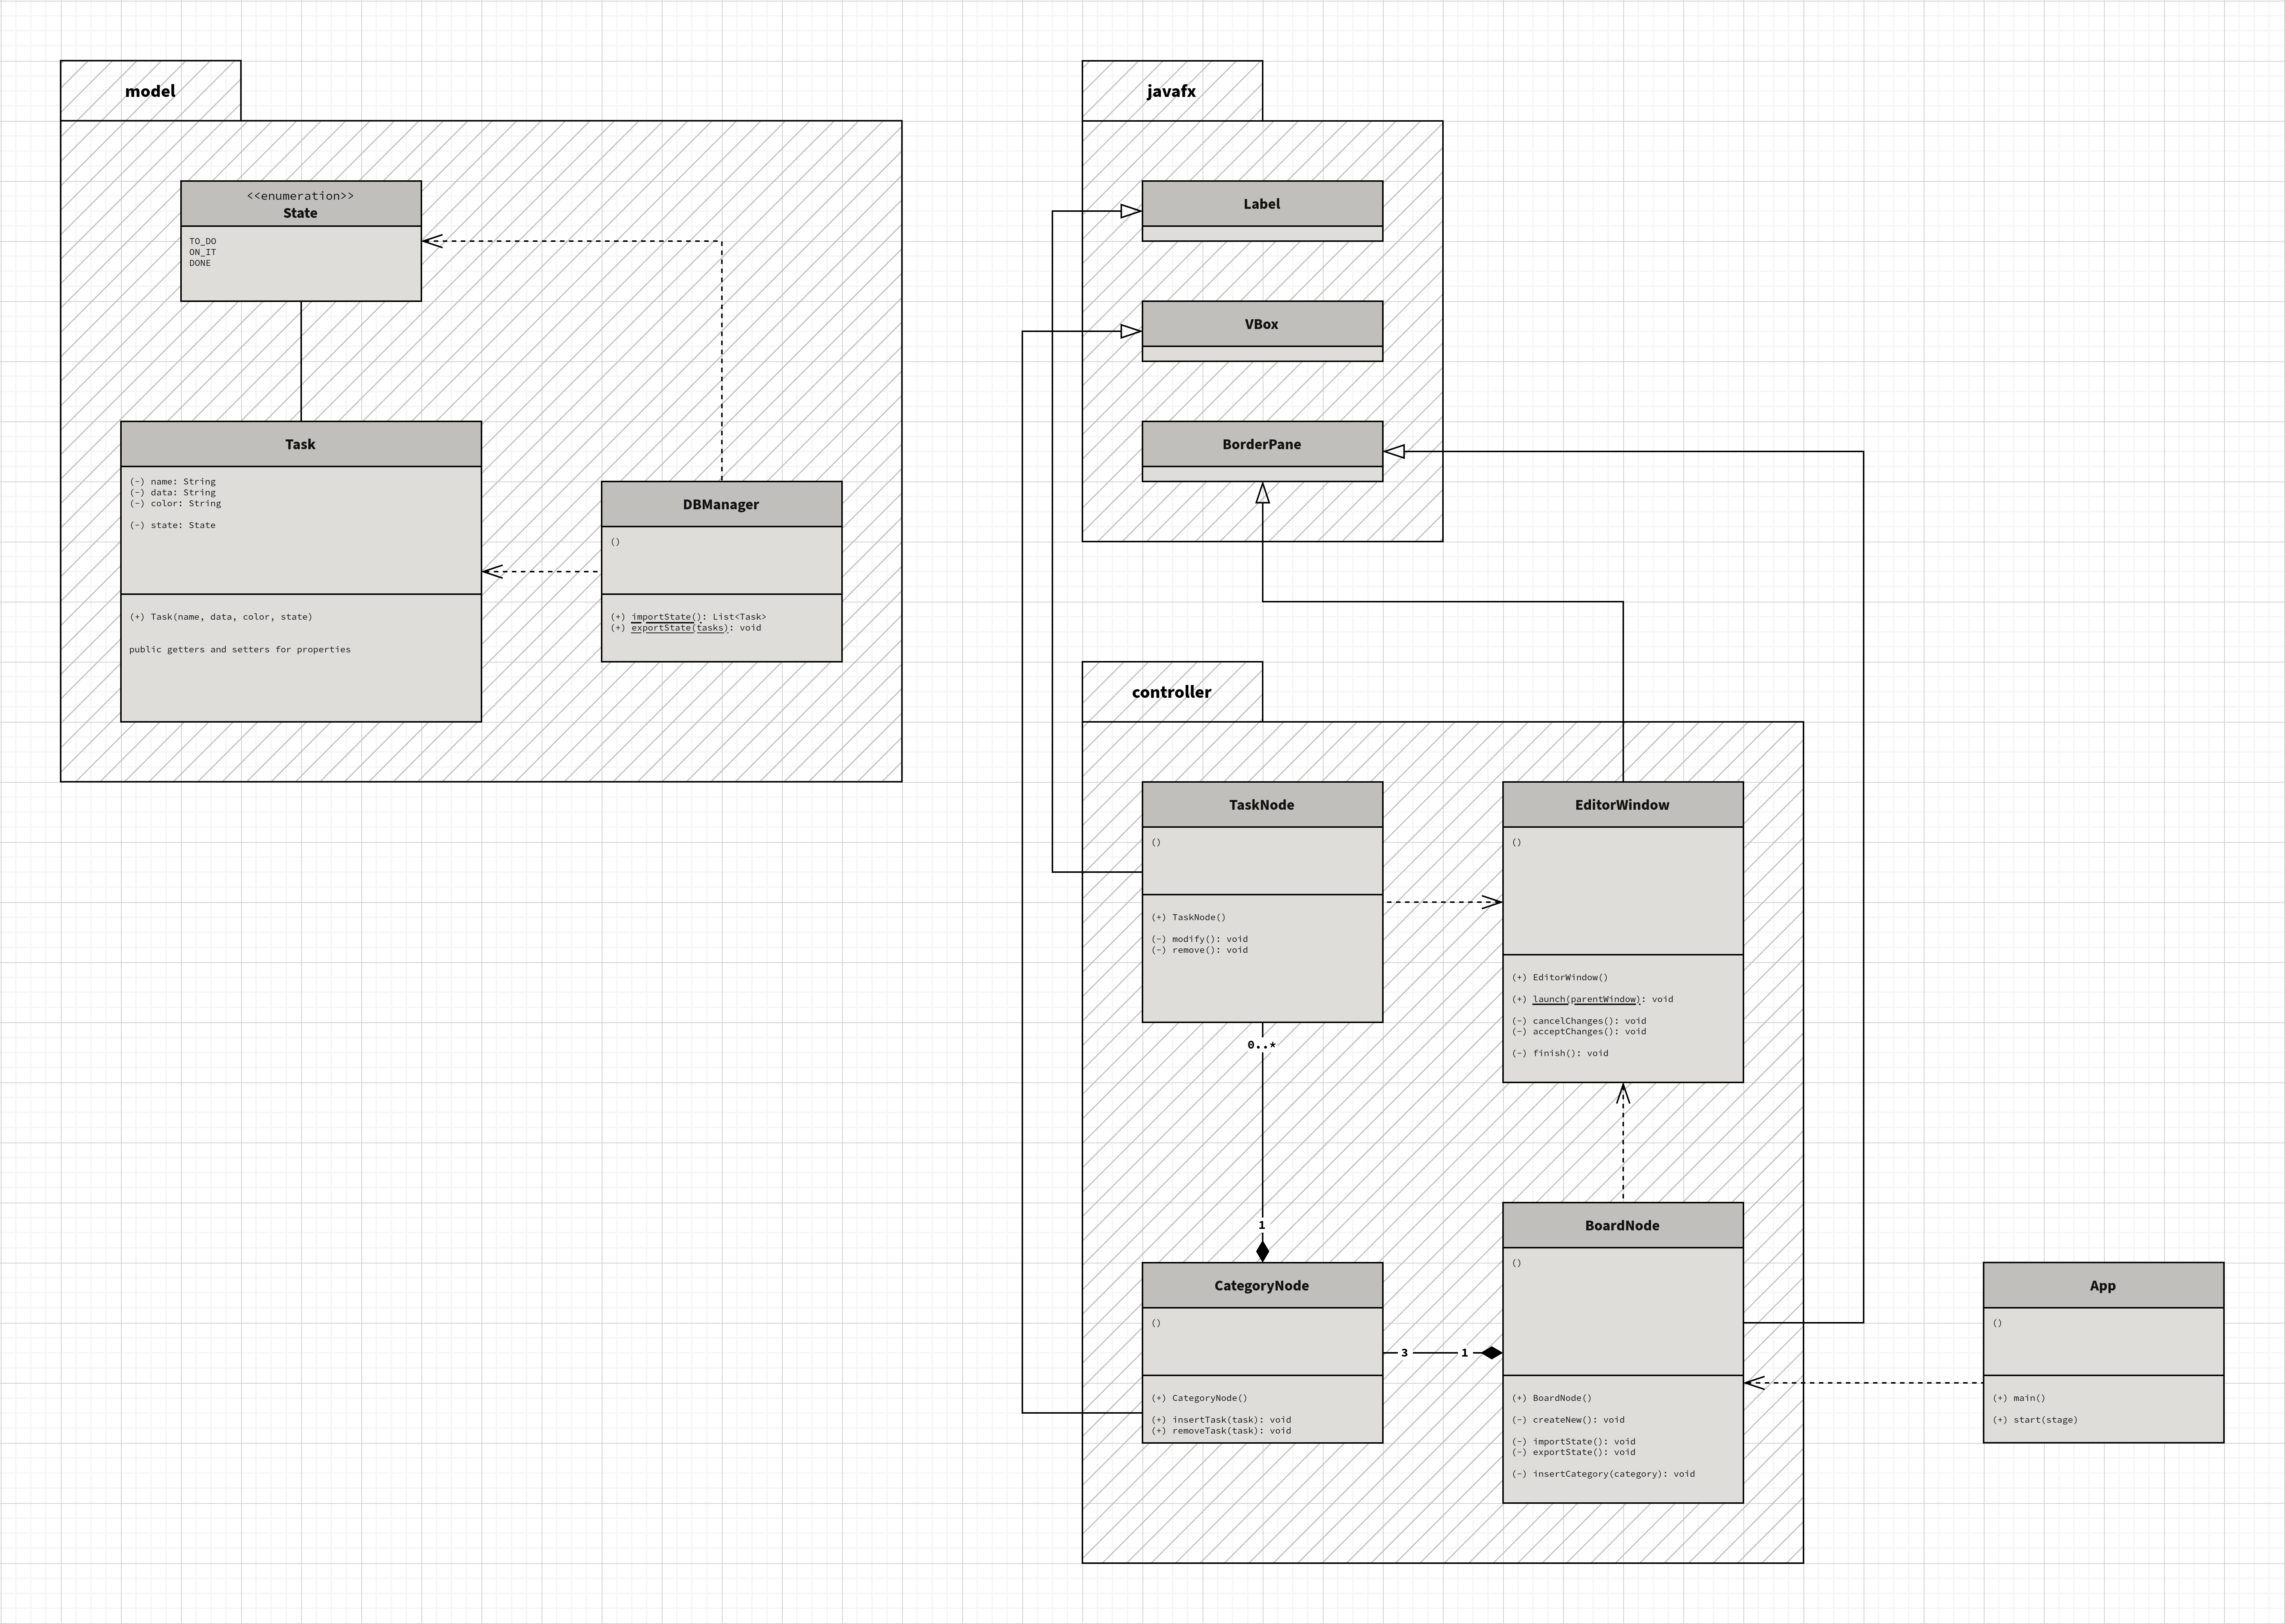 model
<<enumeration>>
State
TO_DO
ON_IT
DONE
Task
(-) name: String
(-) data: String
(-) color: String
(-) state: State
(+) Task(name, data, color, state)
public getters and setters for properties
DBManager
()
(+) importState(): List<Task>
(+) exportState(tasks): void
javafx
Label
VBox
BorderPane
controller
TaskNode
()
(+) TaskNode()
(-) modify(): void
(-) remove(): void
EditorWindow
()
(+) EditorWindow()
(+) launch(parentWindow): void
(-) cancelChanges(): void
(-) acceptChanges(): void
(-) finish(): void
0..*
1
CategoryNode
()
(+) CategoryNode()
(+) insertTask(task): void
(+) removeTask(task): void
3
1
BoardNode
()
(+) BoardNode()
(-) createNew(): void
(-) importState(): void
(-) exportState(): void
(-) insertCategory(category): void
App
()
(+) main()
(+) start(stage)